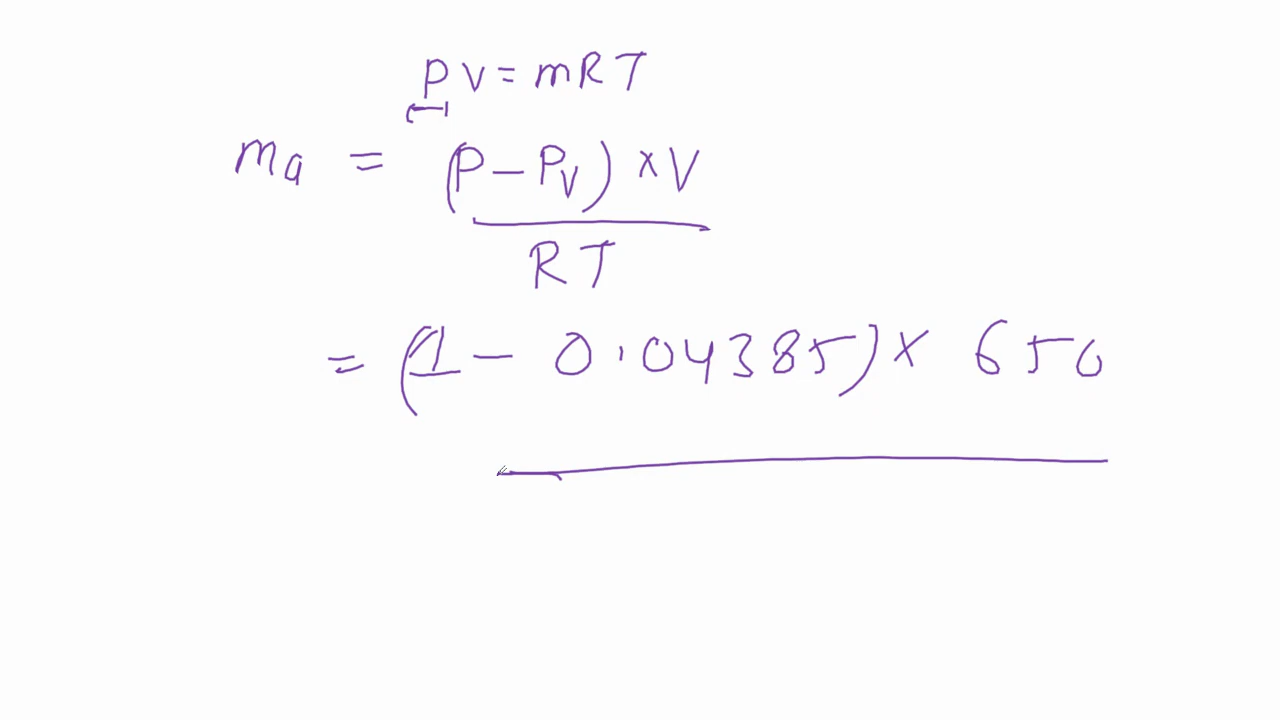 PV = mRT
ma = (P - Pv) × V
RT
= (1 - 0.04385) × 650